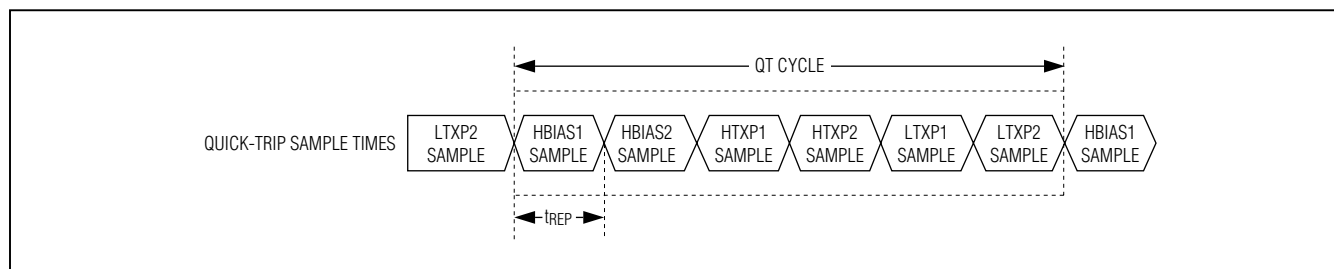 QT CYCLE
QUICK-TRIP SAMPLE TIMES
LTXP2
SAMPLE
HBIAS1
SAMPLE
HBIAS2
SAMPLE
HTXP1
SAMPLE
HTXP2
SAMPLE
LTXP1
SAMPLE
LTXP2
SAMPLE
HBIAS1
SAMPLE
tREP